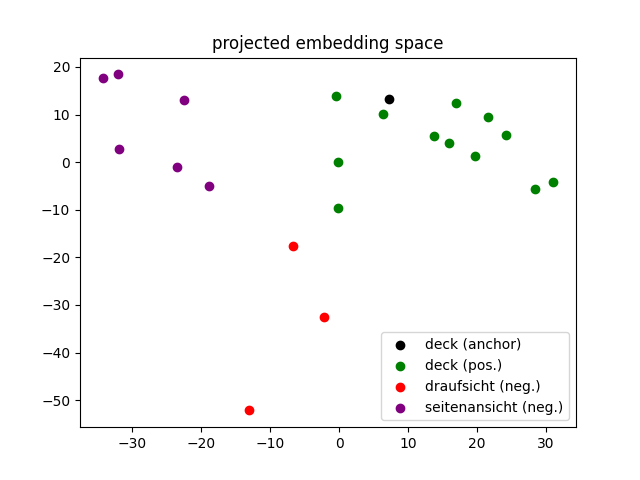 projected embedding space
20
10
0
−10
−20
−30
−40
−50
−30 −20 −10 0 10 20 30
deck (anchor)
deck (pos.)
draufsicht (neg.)
seitenansicht (neg.)